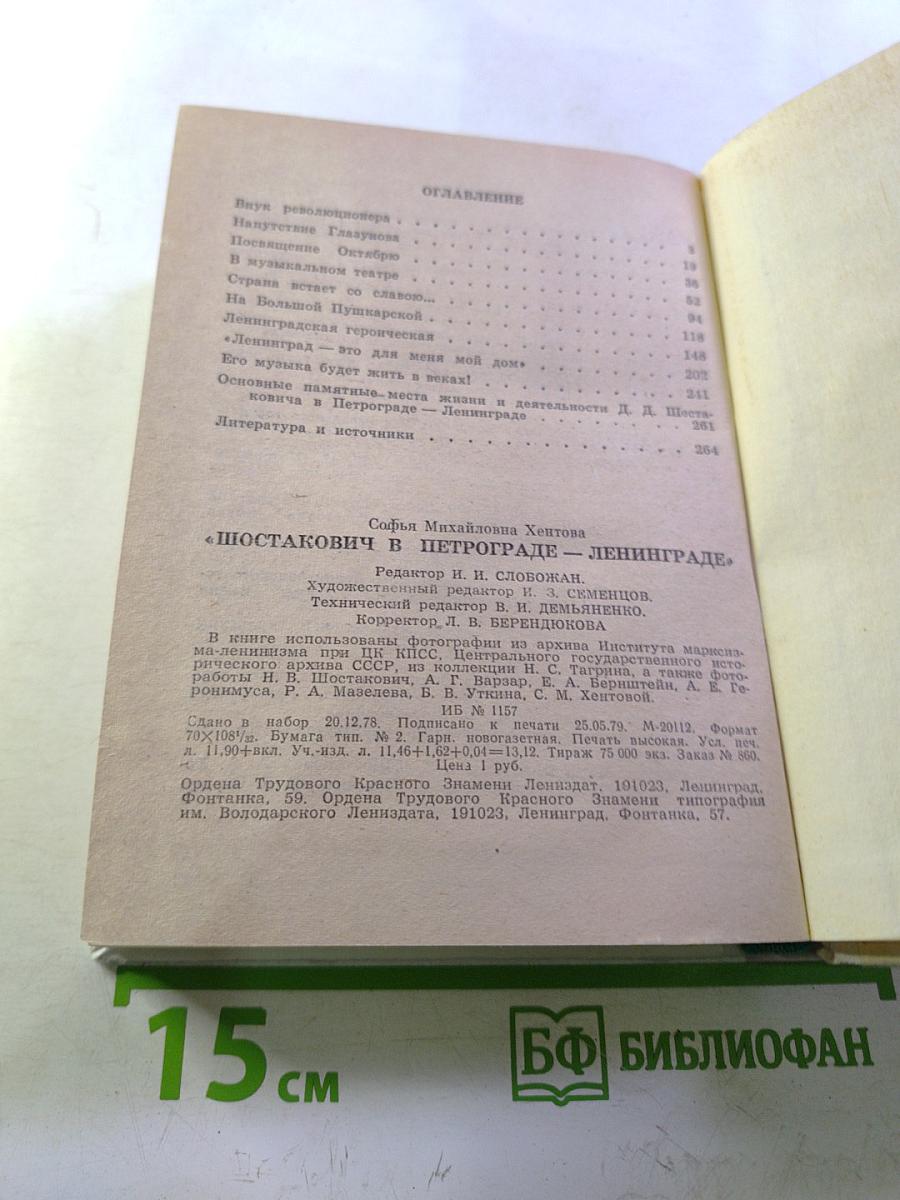 ОГЛАВЛЕНИЕ
Внук революционера . . . . . . . . . . . . . . 3
Напутствие Глазунова . . . . . . . . . . . . . . 19
Посвящение Октябрю . . . . . . . . . . . . . . 36
В музыкальном театре . . . . . . . . . . . . . . 52
Страна встает со славою... . . . . . . . . . . . . . 94
На Большой Пушкарской . . . . . . . . . . . . . 118
Ленинградская героическая . . . . . . . . . . . . 148
«Ленинград — это для меня мой дом» . . . . . . . . 202
Его музыка будет жить в веках! . . . . . . . . . . 241
Основные памятные места жизни и деятельности Д. Д. Шоста-
ковича в Петрограде — Ленинграде . . . . . . . . 261
Литература и источники . . . . . . . . . . . . . 264
Софья Михайловна Хентова
«ШОСТАКОВИЧ В ПЕТРОГРАДЕ — ЛЕНИНГРАДЕ»
Редактор И. И. СЛОБОЖАН.
Художественный редактор И. З. СЕМЕНЦОВ.
Технический редактор В. И. ДЕМЬЯНЕНКО.
Корректор Л. В. БЕРЕНДЮКОВА
В книге использованы фотографии из архива Института марксиз-
ма-ленинизма при ЦК КПСС, Центрального государственного исто-
рического архива СССР, из коллекции Н. С. Тагрина, а также фото-
работы Н. В. Шостакович, А. Г. Варзар, Е. А. Бернштейн, А. Е. Ге-
ронимуса, Р. А. Мазелева, Б. В. Уткина, С. М. Хентовой.
ИБ № 1157
Сдано в набор 20.12.78. Подписано к печати 25.05.79. М-20112. Формат
70×108¹/₃₂. Бумага тип. № 2. Гарн. новогазетная. Печать высокая. Усл. печ.
л. 11,90+вкл. Уч.-изд. л. 11,46+1,62+0,04=13,12. Тираж 75 000 экз. Заказ № 860.
Цена 1 руб.
Ордена Трудового Красного Знамени Лениздат, 191023, Ленинград,
Фонтанка, 59. Ордена Трудового Красного Знамени типография
им. Володарского Лениздата, 191023, Ленинград, Фонтанка, 57.
15 см
БФ БИБЛИОФАН